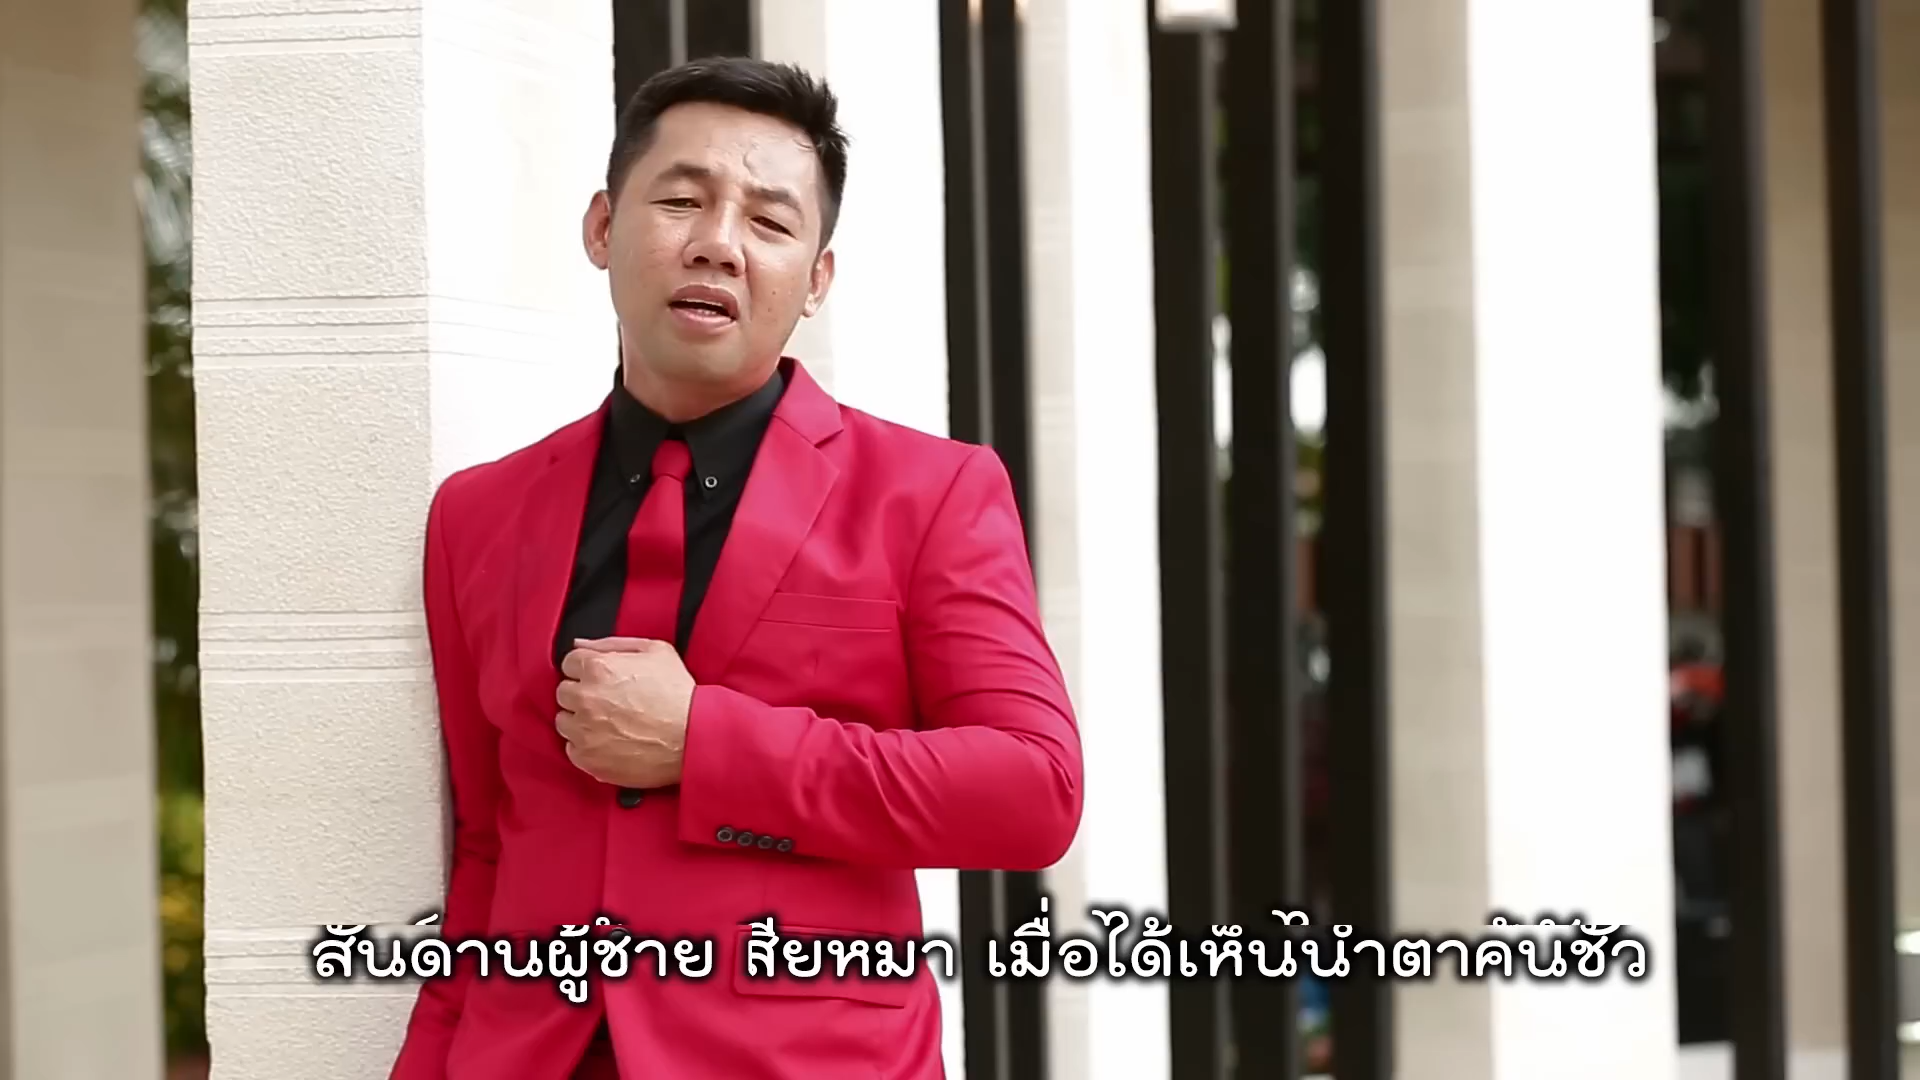 สันด้านผู้ช้าย สียหมา เมื่อได้เห็นน้ำตาคันชั่ว